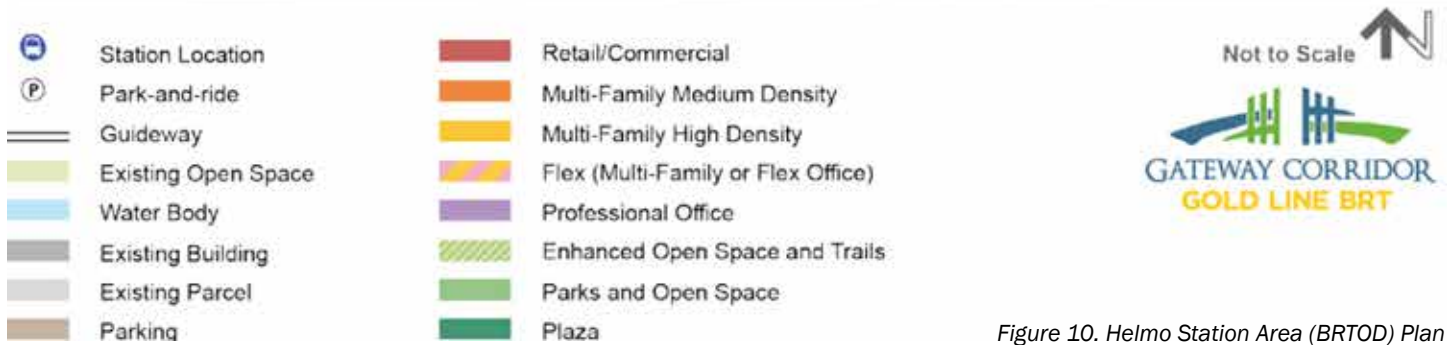 Station Location
P
Park-and-ride
Guideway
Existing Open Space
Water Body
Existing Building
Existing Parcel
Parking
Retail/Commercial
Multi-Family Medium Density
Multi-Family High Density
Flex (Multi-Family or Flex Office)
Professional Office
Enhanced Open Space and Trails
Parks and Open Space
Plaza
Not to Scale N
GATEWAY CORRIDOR
GOLD LINE BRT
Figure 10. Helmo Station Area (BRTOD) Plan